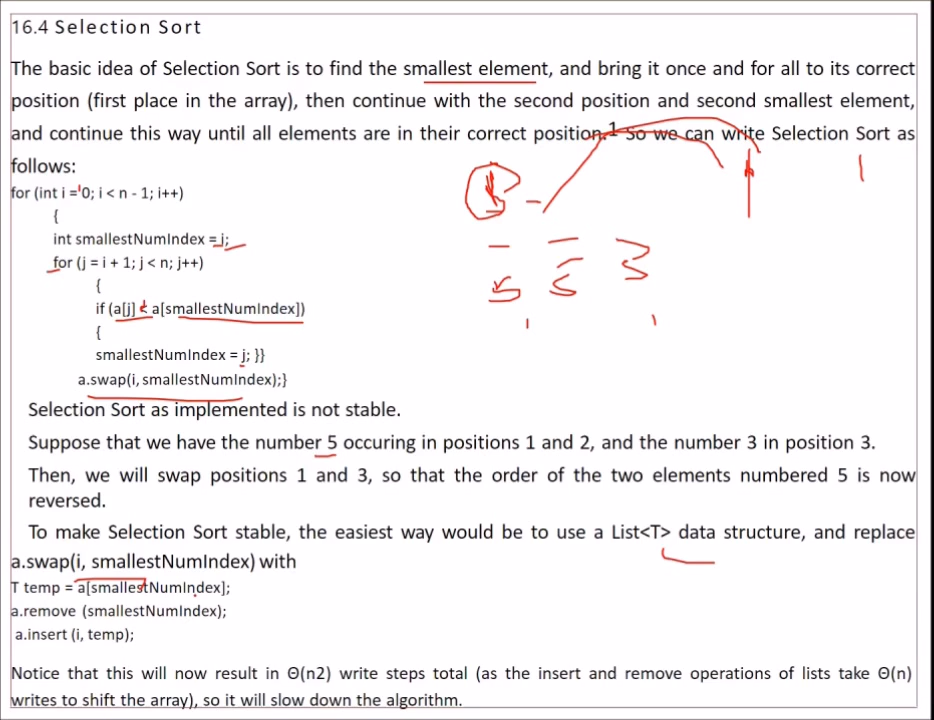 16.4 Selection Sort
The basic idea of Selection Sort is to find the smallest element, and bring it once and for all to its correct
position (first place in the array), then continue with the second position and second smallest element,
and continue this way until all elements are in their correct position.1 So we can write Selection Sort as
follows:
for (int i = 0; i < n - 1; i++)
{
int smallestNumIndex = i;
for (j = i + 1; j < n; j++)
{
if (a[j] < a[smallestNumIndex])
{
smallestNumIndex = j; }}
a.swap(i, smallestNumIndex);}
5 5 3
Selection Sort as implemented is not stable.
Suppose that we have the number 5 occuring in positions 1 and 2, and the number 3 in position 3.
Then, we will swap positions 1 and 3, so that the order of the two elements numbered 5 is now
reversed.
To make Selection Sort stable, the easiest way would be to use a List<T> data structure, and replace
a.swap(i, smallestNumIndex) with
T temp = a[smallestNumIndex];
a.remove (smallestNumIndex);
a.insert (i, temp);
Notice that this will now result in Θ(n2) write steps total (as the insert and remove operations of lists take Θ(n)
writes to shift the array), so it will slow down the algorithm.